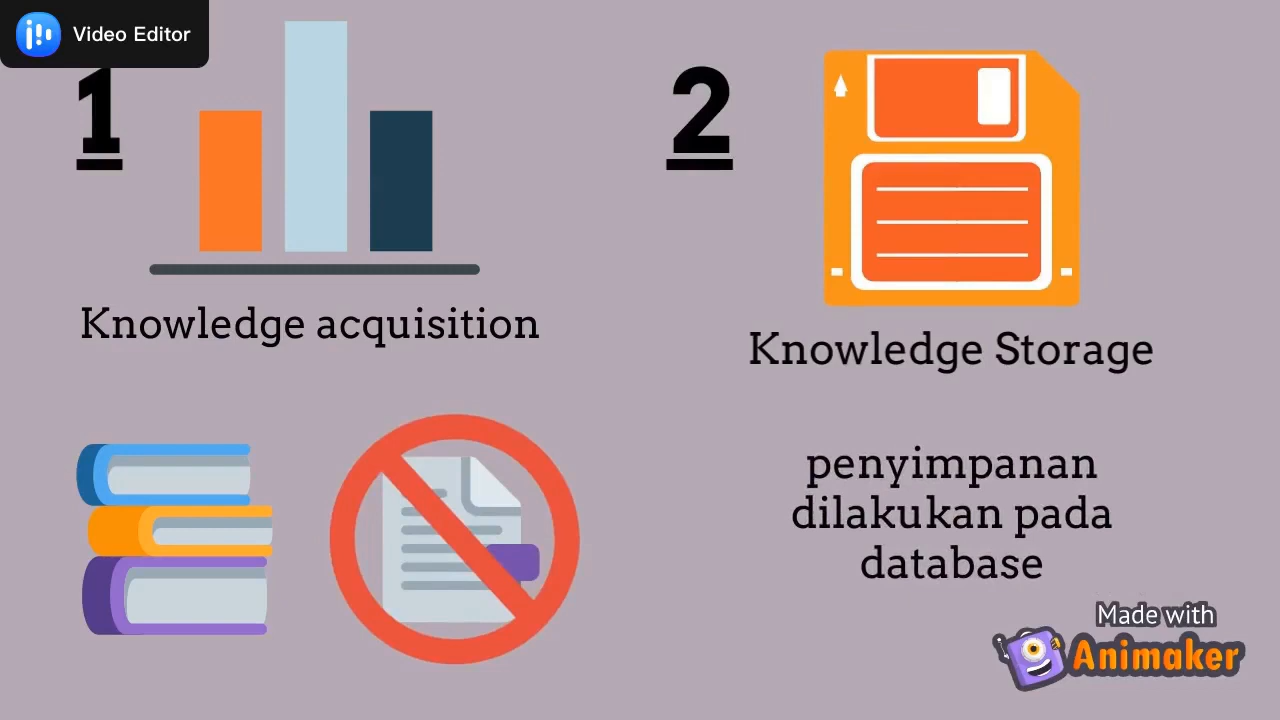 Video Editor
1
Knowledge acquisition
2
Knowledge Storage
penyimpanan
dilakukan pada
database
Made with
Animaker